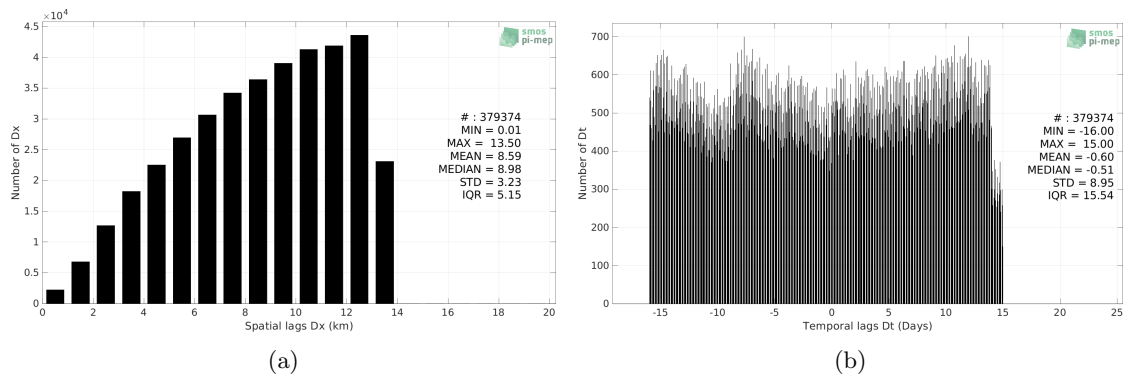 ×10⁴
4.5
4
3.5
3
2.5
2
1.5
1
0.5
0
Number of Dx
smos
pi-mep
# : 379374
MIN = 0.01
MAX = 13.50
MEAN = 8.59
MEDIAN = 8.98
STD = 3.23
IQR = 5.15
0 2 4 6 8 10 12 14 16 18 20
Spatial lags Dx (km)
(a)
700
600
500
400
300
200
100
0
Number of Dt
smos
pi-mep
# : 379374
MIN = -16.00
MAX = 15.00
MEAN = -0.60
MEDIAN = -0.51
STD = 8.95
IQR = 15.54
-15 -10 -5 0 5 10 15 20 25
Temporal lags Dt (Days)
(b)